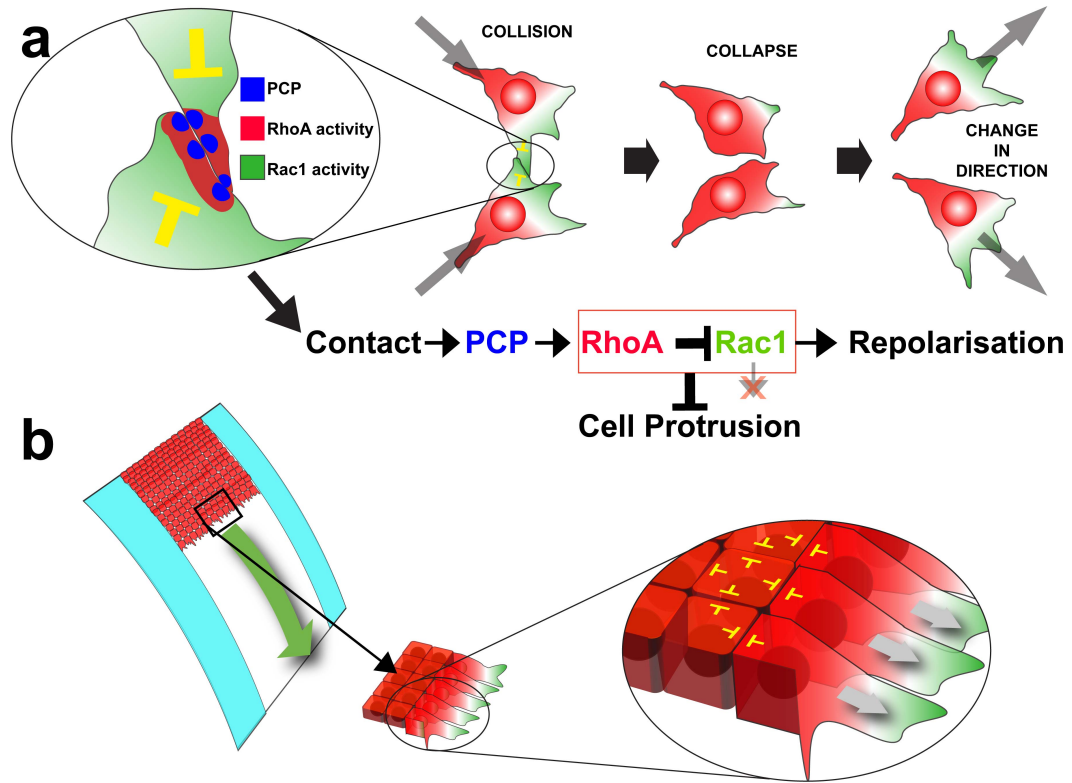 a
COLLISION
COLLAPSE
PCP
RhoA activity
Rac1 activity
CHANGE
IN
DIRECTION
Contact PCP RhoA Rac1 Repolarisation
X
Cell Protrusion
b